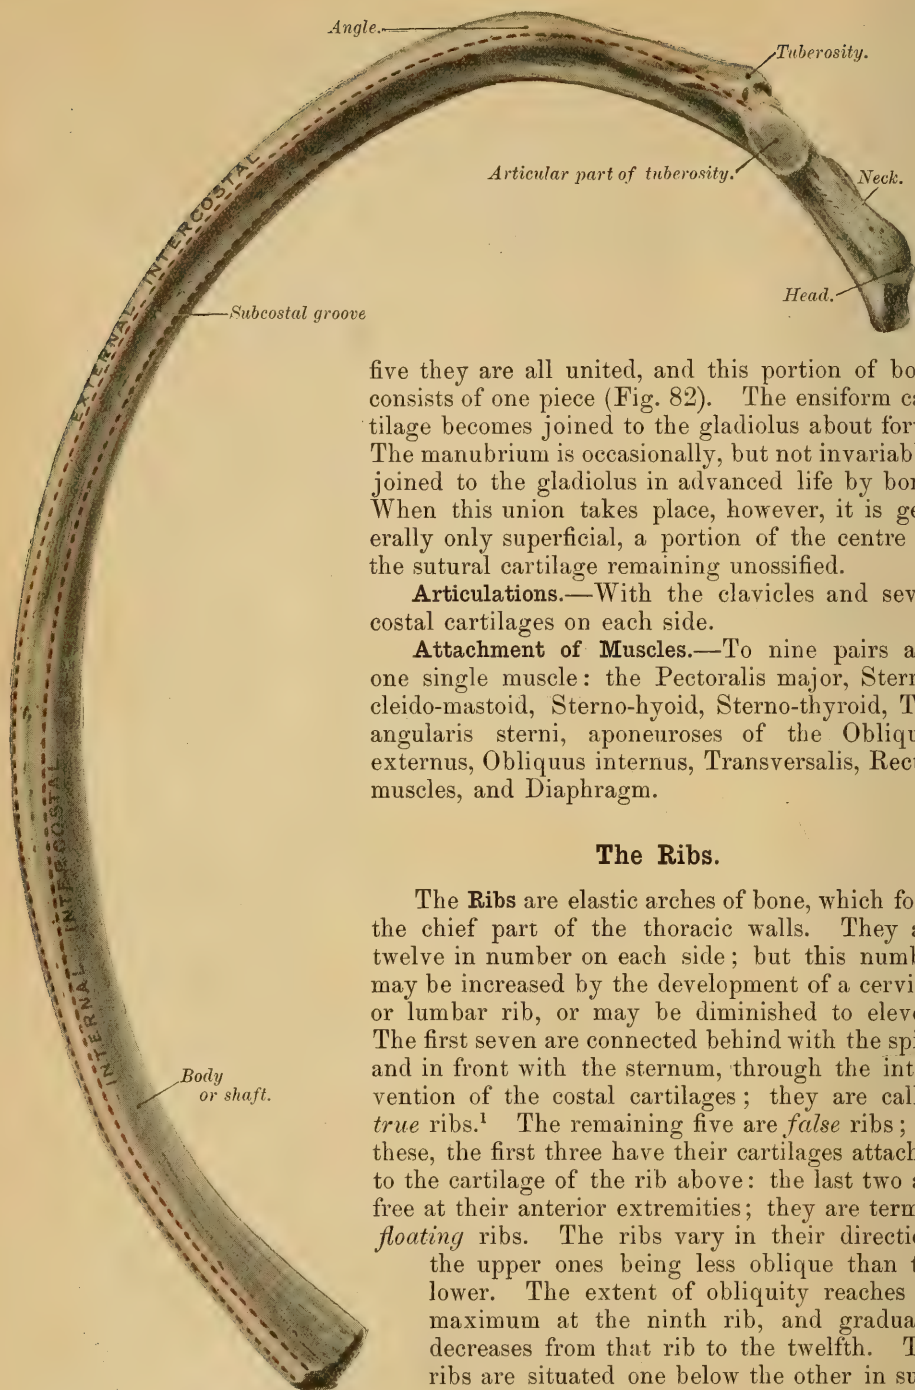 Angle.
Tuberosity.
Articular part of tuberosity.
Neck.
Head.
EXTERNAL INTERCOSTAL
Subcostal groove
INTERNAL INTERCOSTAL
Body
or shaft.
five they are all united, and this portion of bo
consists of one piece (Fig. 82). The ensiform ca
tilage becomes joined to the gladiolus about for
The manubrium is occasionally, but not invariab
joined to the gladiolus in advanced life by bo
When this union takes place, however, it is ge
erally only superficial, a portion of the centre
the sutural cartilage remaining unossified.
Articulations.—With the clavicles and sev
costal cartilages on each side.
Attachment of Muscles.—To nine pairs a
one single muscle: the Pectoralis major, Stern
cleido-mastoid, Sterno-hyoid, Sterno-thyroid, T
angularis sterni, aponeuroses of the Obliqu
externus, Obliquus internus, Transversalis, Rect
muscles, and Diaphragm.
The Ribs.
The Ribs are elastic arches of bone, which fo
the chief part of the thoracic walls. They a
twelve in number on each side; but this numb
may be increased by the development of a cervi
or lumbar rib, or may be diminished to eleve
The first seven are connected behind with the spi
and in front with the sternum, through the int
vention of the costal cartilages; they are call
true ribs.¹ The remaining five are false ribs;
these, the first three have their cartilages attach
to the cartilage of the rib above: the last two a
free at their anterior extremities; they are term
floating ribs. The ribs vary in their directio
the upper ones being less oblique than t
lower. The extent of obliquity reaches
maximum at the ninth rib, and gradua
decreases from that rib to the twelfth. T
ribs are situated one below the other in su